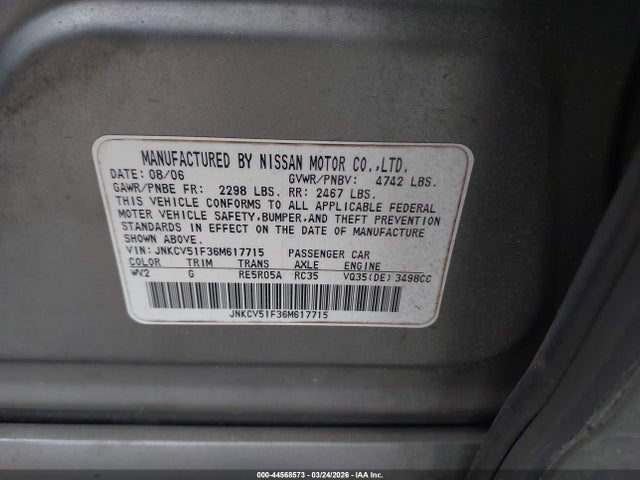 MANUFACTURED BY NISSAN MOTOR CO.,LTD.
DATE: 08/06 GVWR/PNBV: 4742 LBS.
GAWR/PNBE FR: 2298 LBS. RR: 2467 LBS.
THIS VEHICLE CONFORMS TO ALL APPLICABLE FEDERAL
MOTOR VEHICLE SAFETY,BUMPER,AND THEFT PREVENTION
STANDARDS IN EFFECT ON THE DATE OF MANUFACTURE
SHOWN ABOVE.
VIN: JNKCV51F36M617715 PASSENGER CAR
COLOR TRIM TRANS AXLE ENGINE
WV2 G RE5R05A RC35 VQ35(DE) 3498CC
JNKCV51F36M617715
000-44568573 - 03/24/2026 - IAA Inc.